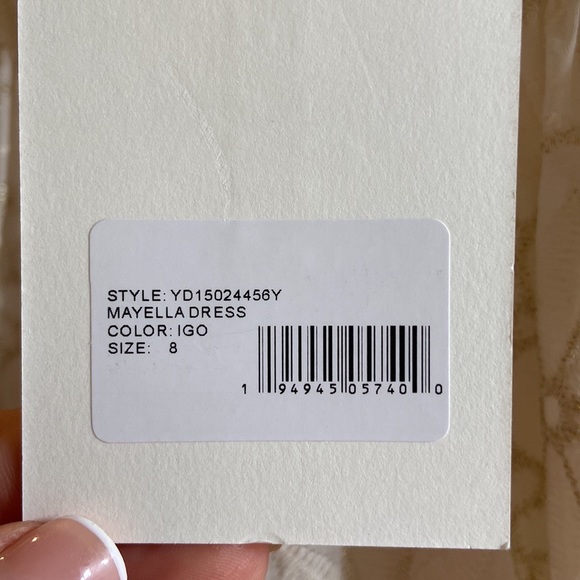 STYLE: YD15024456Y
MAYELLA DRESS
COLOR: IGO
SIZE: 8
1 94945 05740 0